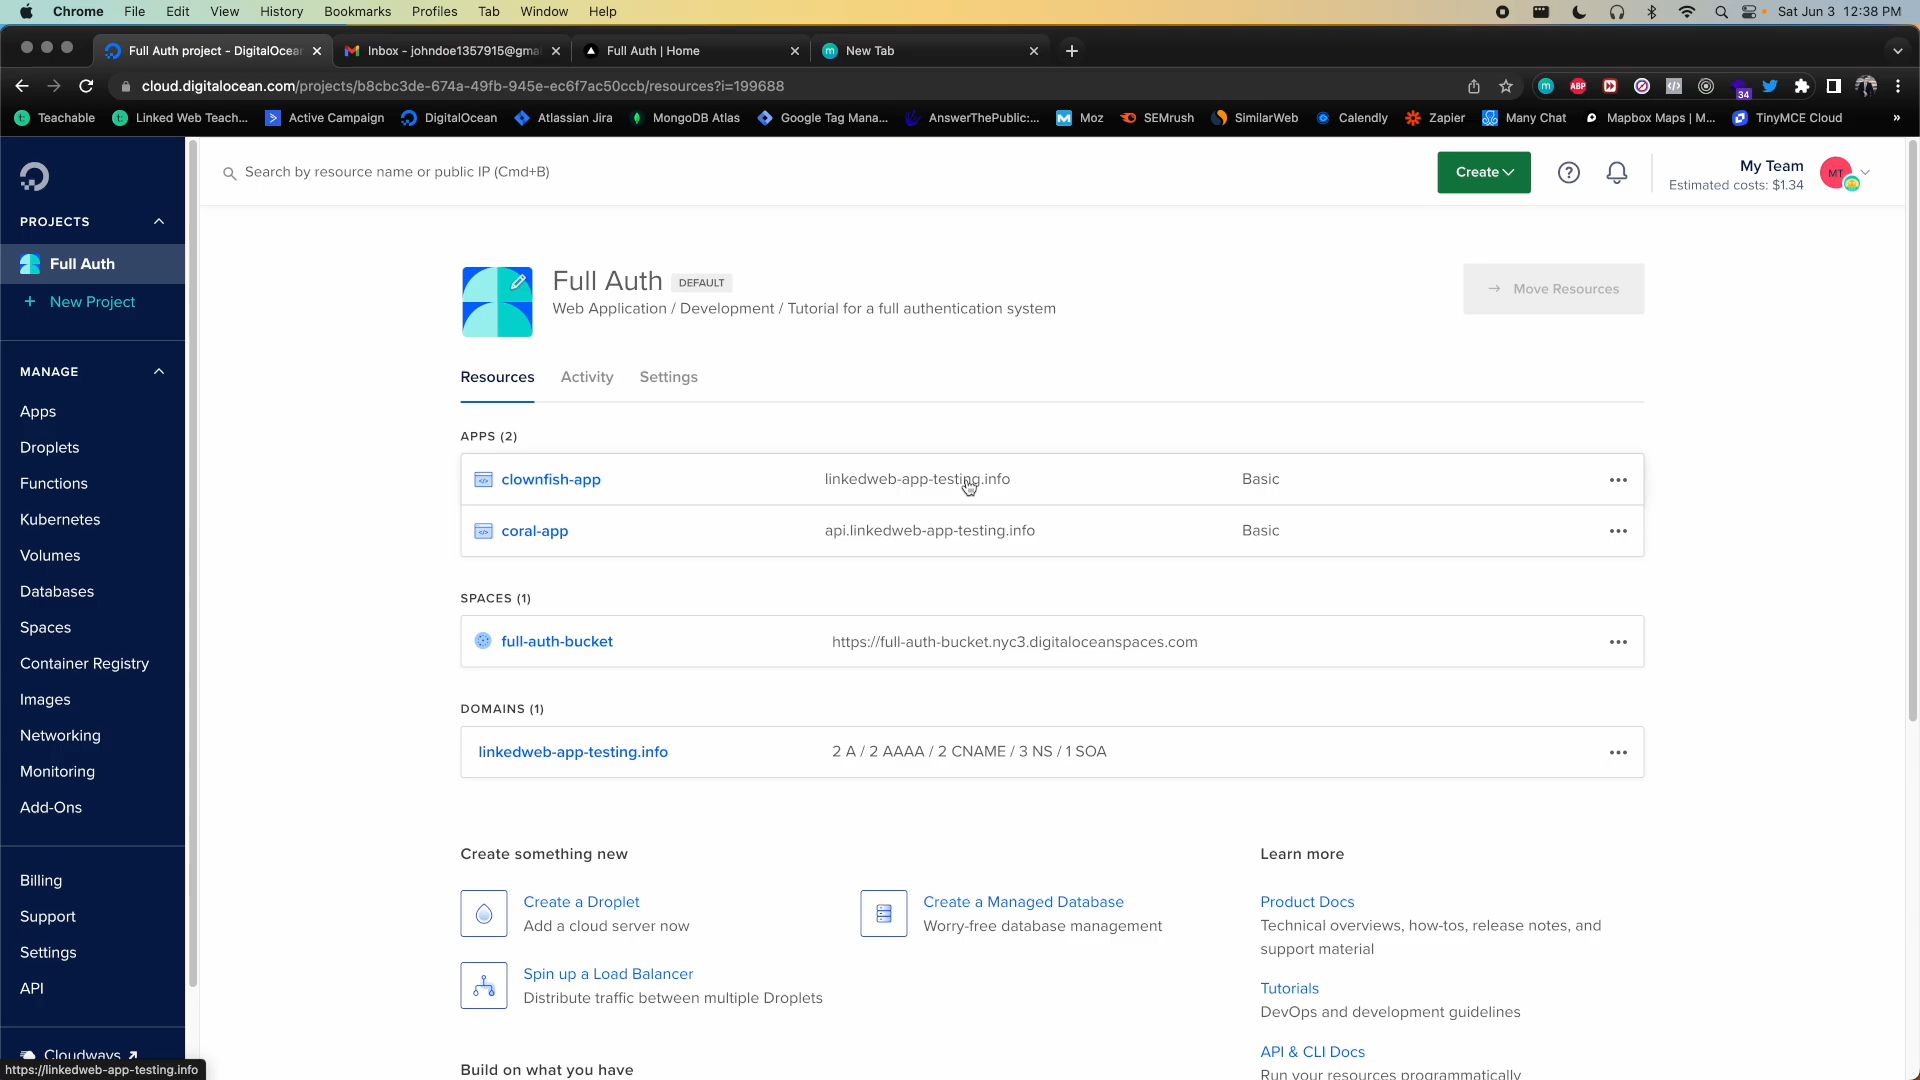 Chrome File Edit View History Bookmarks Profiles Tab Window Help Sat Jun 3 12:38 PM
Full Auth project - DigitalOcean Inbox - johndoe1357915@gmai Full Auth | Home New Tab
cloud.digitalocean.com/projects/b8cbc3de-674a-49fb-945e-ec6f7ac50ccb/resources?i=199688 ABP 34
Teachable Linked Web Teach... Active Campaign DigitalOcean Atlassian Jira MongoDB Atlas Google Tag Mana... AnswerThePublic:... Moz SEMrush SimilarWeb Calendly Zapier Many Chat Mapbox Maps | M... TinyMCE Cloud »
Search by resource name or public IP (Cmd+B)
Create
My Team
Estimated costs: $1.34
MT
PROJECTS
Full Auth
+ New Project
MANAGE
Apps
Droplets
Functions
Kubernetes
Volumes
Databases
Spaces
Container Registry
Images
Networking
Monitoring
Add-Ons
Billing
Support
Settings
API
Cloudways
https://linkedweb-app-testing.info
Full Auth DEFAULT
Web Application / Development / Tutorial for a full authentication system
Move Resources
Resources Activity Settings
APPS (2)
clownfish-app linkedweb-app-testing.info Basic
coral-app api.linkedweb-app-testing.info Basic
SPACES (1)
full-auth-bucket https://full-auth-bucket.nyc3.digitaloceanspaces.com
DOMAINS (1)
linkedweb-app-testing.info 2 A / 2 AAAA / 2 CNAME / 3 NS / 1 SOA
Create something new
Create a Droplet
Add a cloud server now
Create a Managed Database
Worry-free database management
Spin up a Load Balancer
Distribute traffic between multiple Droplets
Build on what you have
Learn more
Product Docs
Technical overviews, how-tos, release notes, and
support material
Tutorials
DevOps and development guidelines
API & CLI Docs
Run your resources programmatically